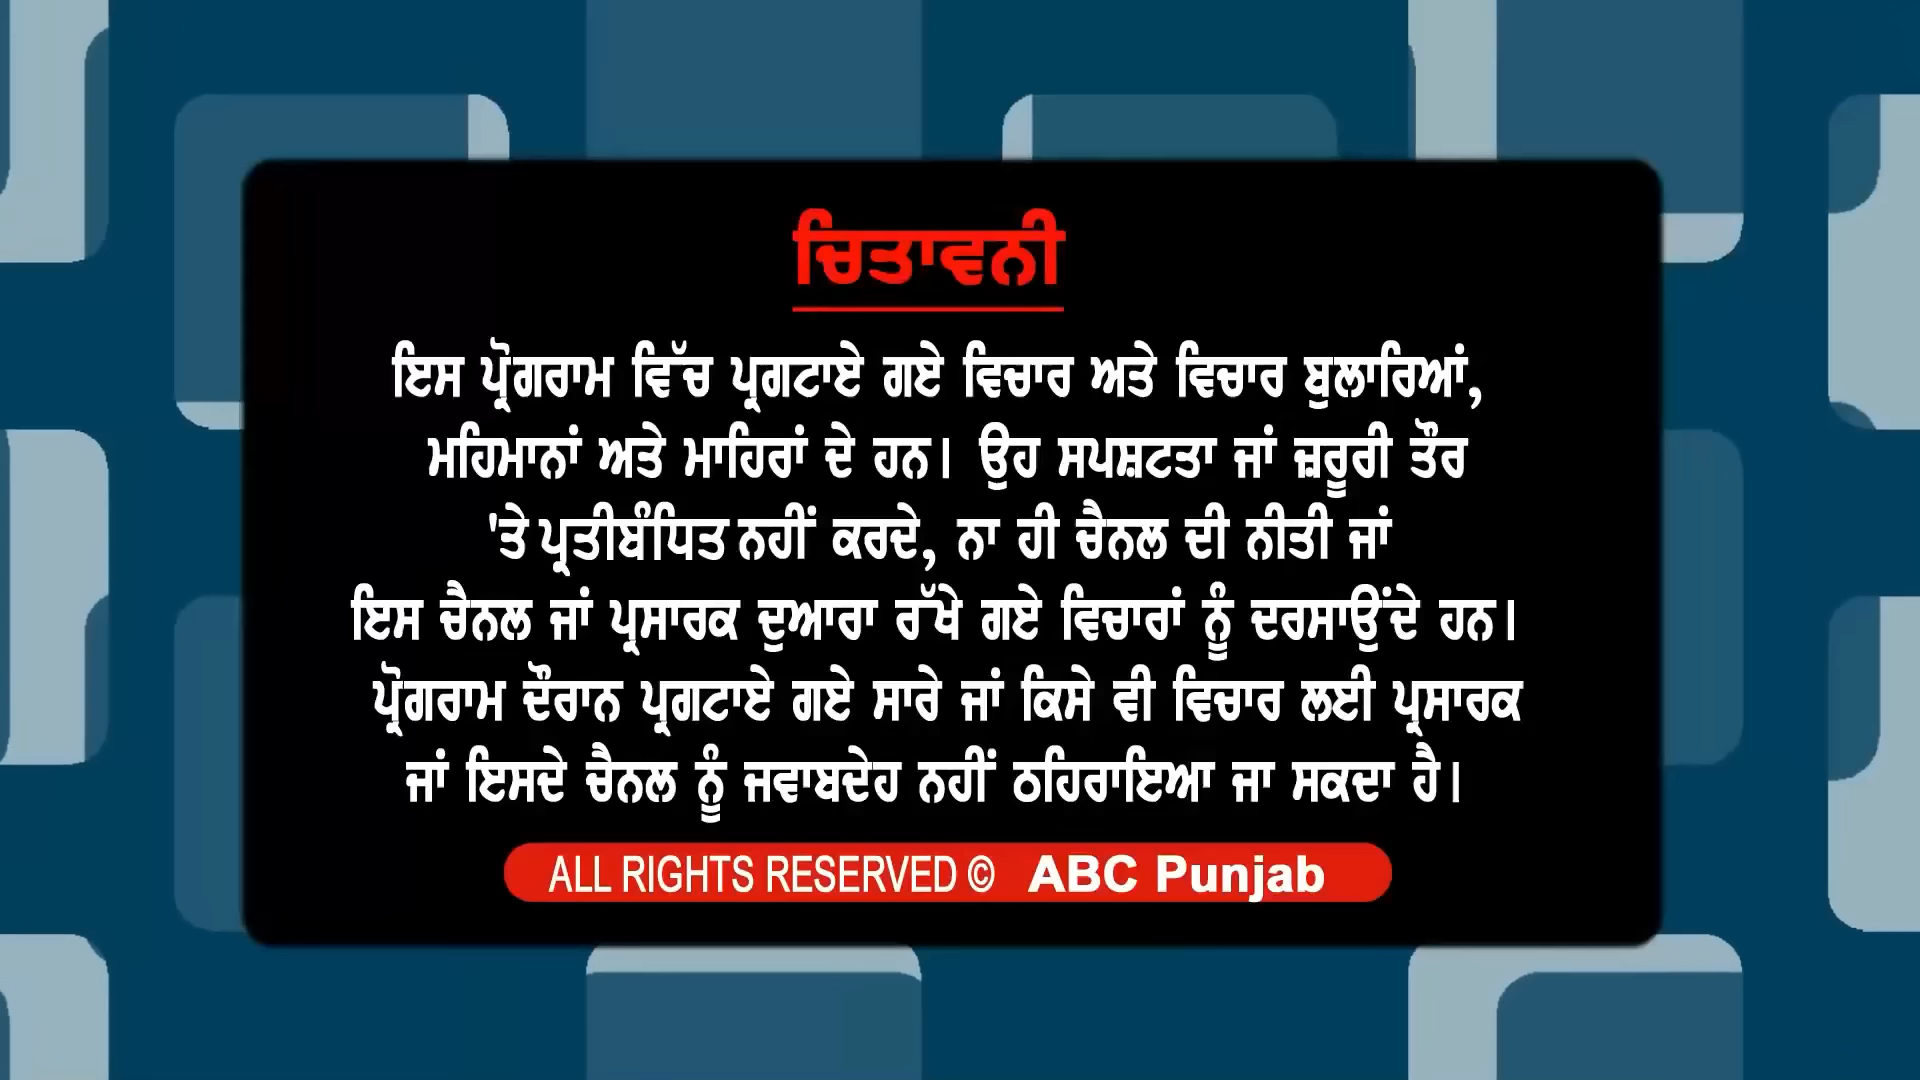 ਚਿਤਾਵਨੀ
ਇਸ ਪ੍ਰੋਗਰਾਮ ਵਿੱਚ ਪ੍ਰਗਟਾਏ ਗਏ ਵਿਚਾਰ ਅਤੇ ਵਿਚਾਰ ਬੁਲਾਰਿਆਂ,
ਮਹਿਮਾਨਾਂ ਅਤੇ ਮਾਹਿਰਾਂ ਦੇ ਹਨ। ਉਹ ਸਪਸ਼ਟਤਾ ਜਾਂ ਜ਼ਰੂਰੀ ਤੌਰ
'ਤੇ ਪ੍ਰਤੀਬੰਧਿਤ ਨਹੀਂ ਕਰਦੇ, ਨਾ ਹੀ ਚੈਨਲ ਦੀ ਨੀਤੀ ਜਾਂ
ਇਸ ਚੈਨਲ ਜਾਂ ਪ੍ਰਸਾਰਕ ਦੁਆਰਾ ਰੱਖੇ ਗਏ ਵਿਚਾਰਾਂ ਨੂੰ ਦਰਸਾਉਂਦੇ ਹਨ।
ਪ੍ਰੋਗਰਾਮ ਦੌਰਾਨ ਪ੍ਰਗਟਾਏ ਗਏ ਸਾਰੇ ਜਾਂ ਕਿਸੇ ਵੀ ਵਿਚਾਰ ਲਈ ਪ੍ਰਸਾਰਕ
ਜਾਂ ਇਸਦੇ ਚੈਨਲ ਨੂੰ ਜਵਾਬਦੇਹ ਨਹੀਂ ਠਹਿਰਾਇਆ ਜਾ ਸਕਦਾ ਹੈ।
ALL RIGHTS RESERVED © ABC Punjab